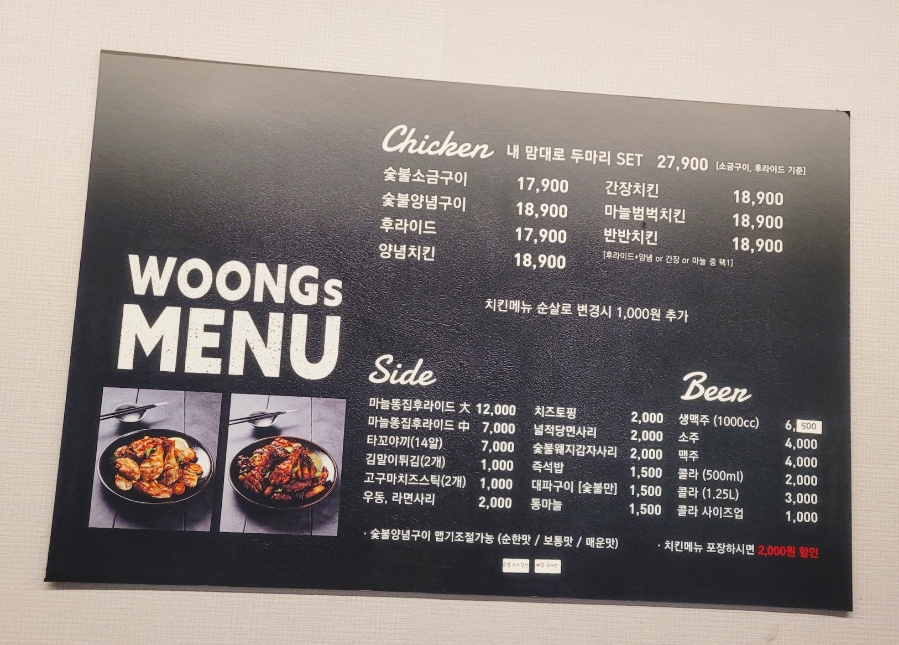 WOONGs
MENU
Chicken 내 맘대로 두마리 SET 27,900 [소금구이, 후라이드 기준]
숯불소금구이 17,900
숯불양념구이 18,900
후라이드 17,900
양념치킨 18,900
간장치킨 18,900
마늘범벅치킨 18,900
반반치킨 18,900
[후라이드+양념 or 간장 or 마늘 중 택1]
치킨메뉴 순살로 변경시 1,000원 추가
Side
마늘똥집후라이드 大 12,000
마늘똥집후라이드 中 7,000
타꼬야끼(14알) 7,000
김말이튀김(2개) 1,000
고구마치즈스틱(2개) 1,000
우동, 라면사리 2,000
치즈토핑 2,000
넓적당면사리 2,000
숯불웨지감자사리 2,000
즉석밥 1,500
대파구이 [숯불만] 1,500
통마늘 1,500
Beer
생맥주 (1000cc) 6,500
소주 4,000
맥주 4,000
콜라 (500ml) 2,000
콜라 (1.25L) 3,000
콜라 사이즈업 1,000
· 숯불양념구이 맵기조절가능 (순한맛 / 보통맛 / 매운맛)
· 치킨메뉴 포장하시면 2,000원 할인